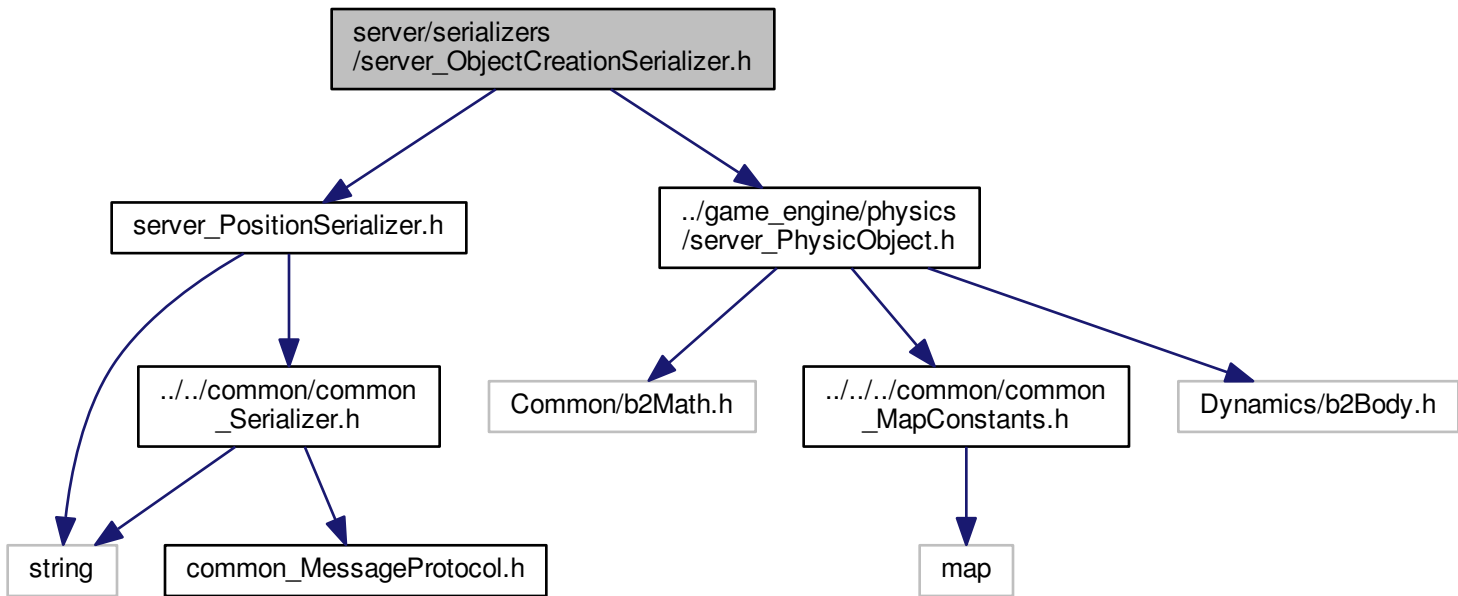 server/serializers
/server_ObjectCreationSerializer.h
server_PositionSerializer.h
../game_engine/physics
/server_PhysicObject.h
../../common/common
_Serializer.h
Common/b2Math.h
../../../common/common
_MapConstants.h
Dynamics/b2Body.h
string
common_MessageProtocol.h
map